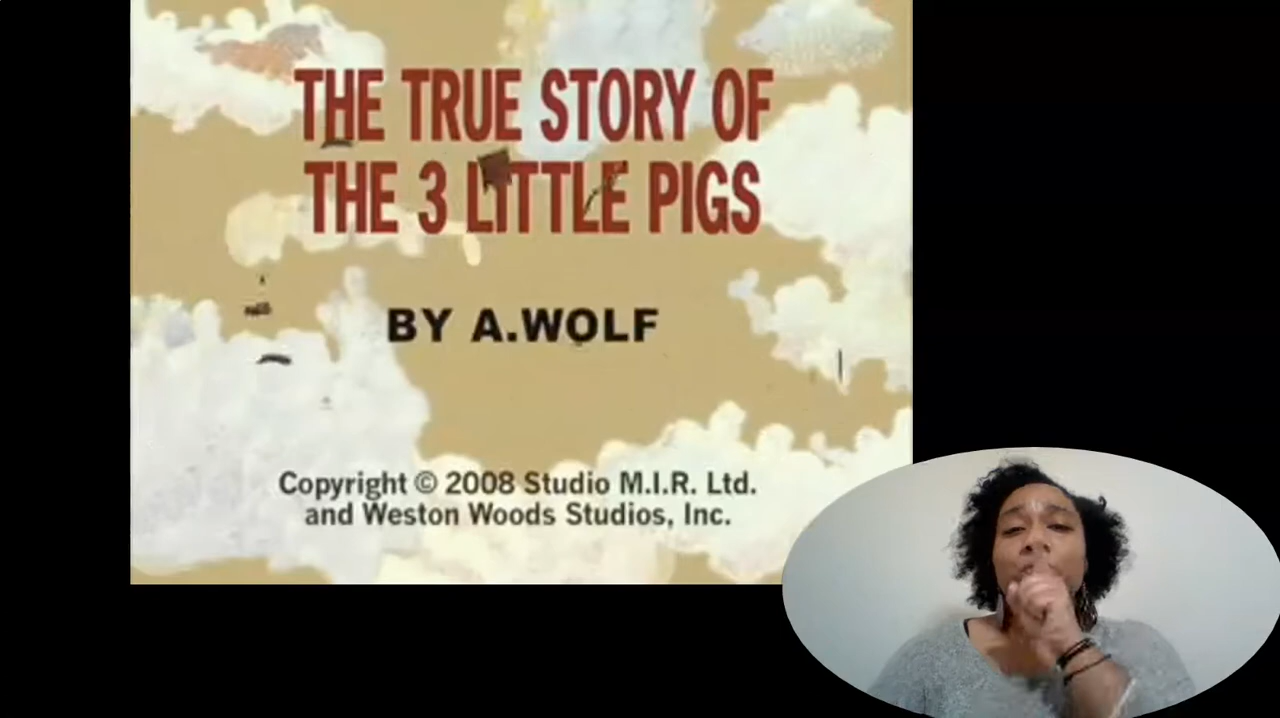 THE TRUE STORY OF
THE 3 LITTLE PIGS
BY A.WOLF
Copyright © 2008 Studio M.I.R. Ltd.
and Weston Woods Studios, Inc.